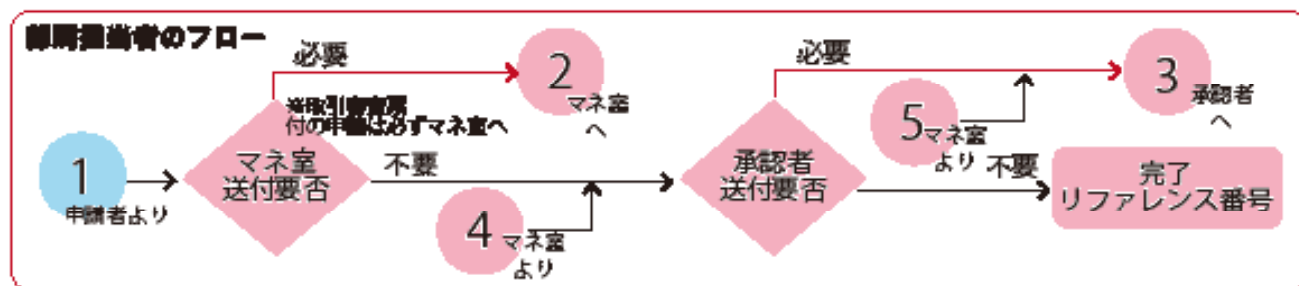 部門担当者のフロー
必要
2
マネ室
へ
付の申請は必ずマネ室へ
1
申請者より
マネ室
送付要否
不要
4
マネ室
より
承認者
送付要否
必要
5
マネ室
より
不要
3
承認者
へ
完了
リファレンス番号